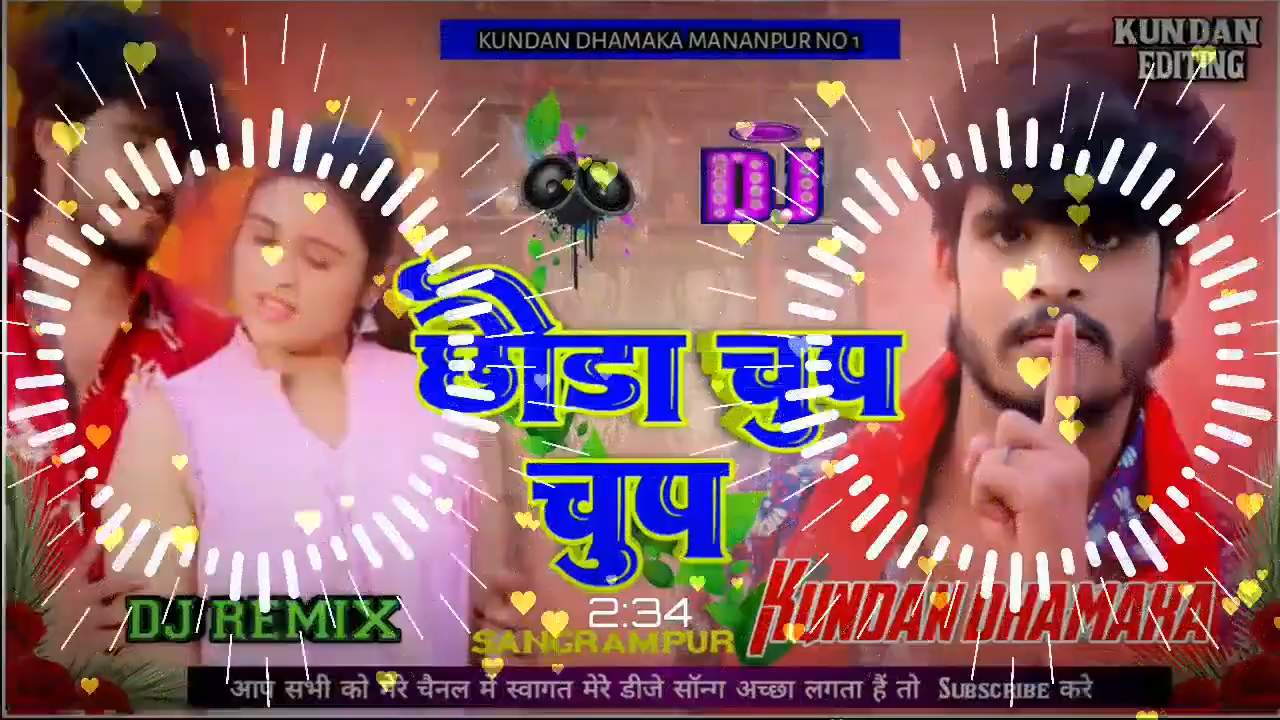 KUNDAN DHAMAKA MANANPUR NO 1
KUNDAN
EDITING
DJ
छौडा चुप
चुप
DJ REMIX
2:34
SANGRAMPUR
KUNDAN DHAMAKA
आप सभी को मेरे चैनल में स्वागत मेरे डीजे सॉन्ग अच्छा लगता हैं तो SUBSCRIBE करे